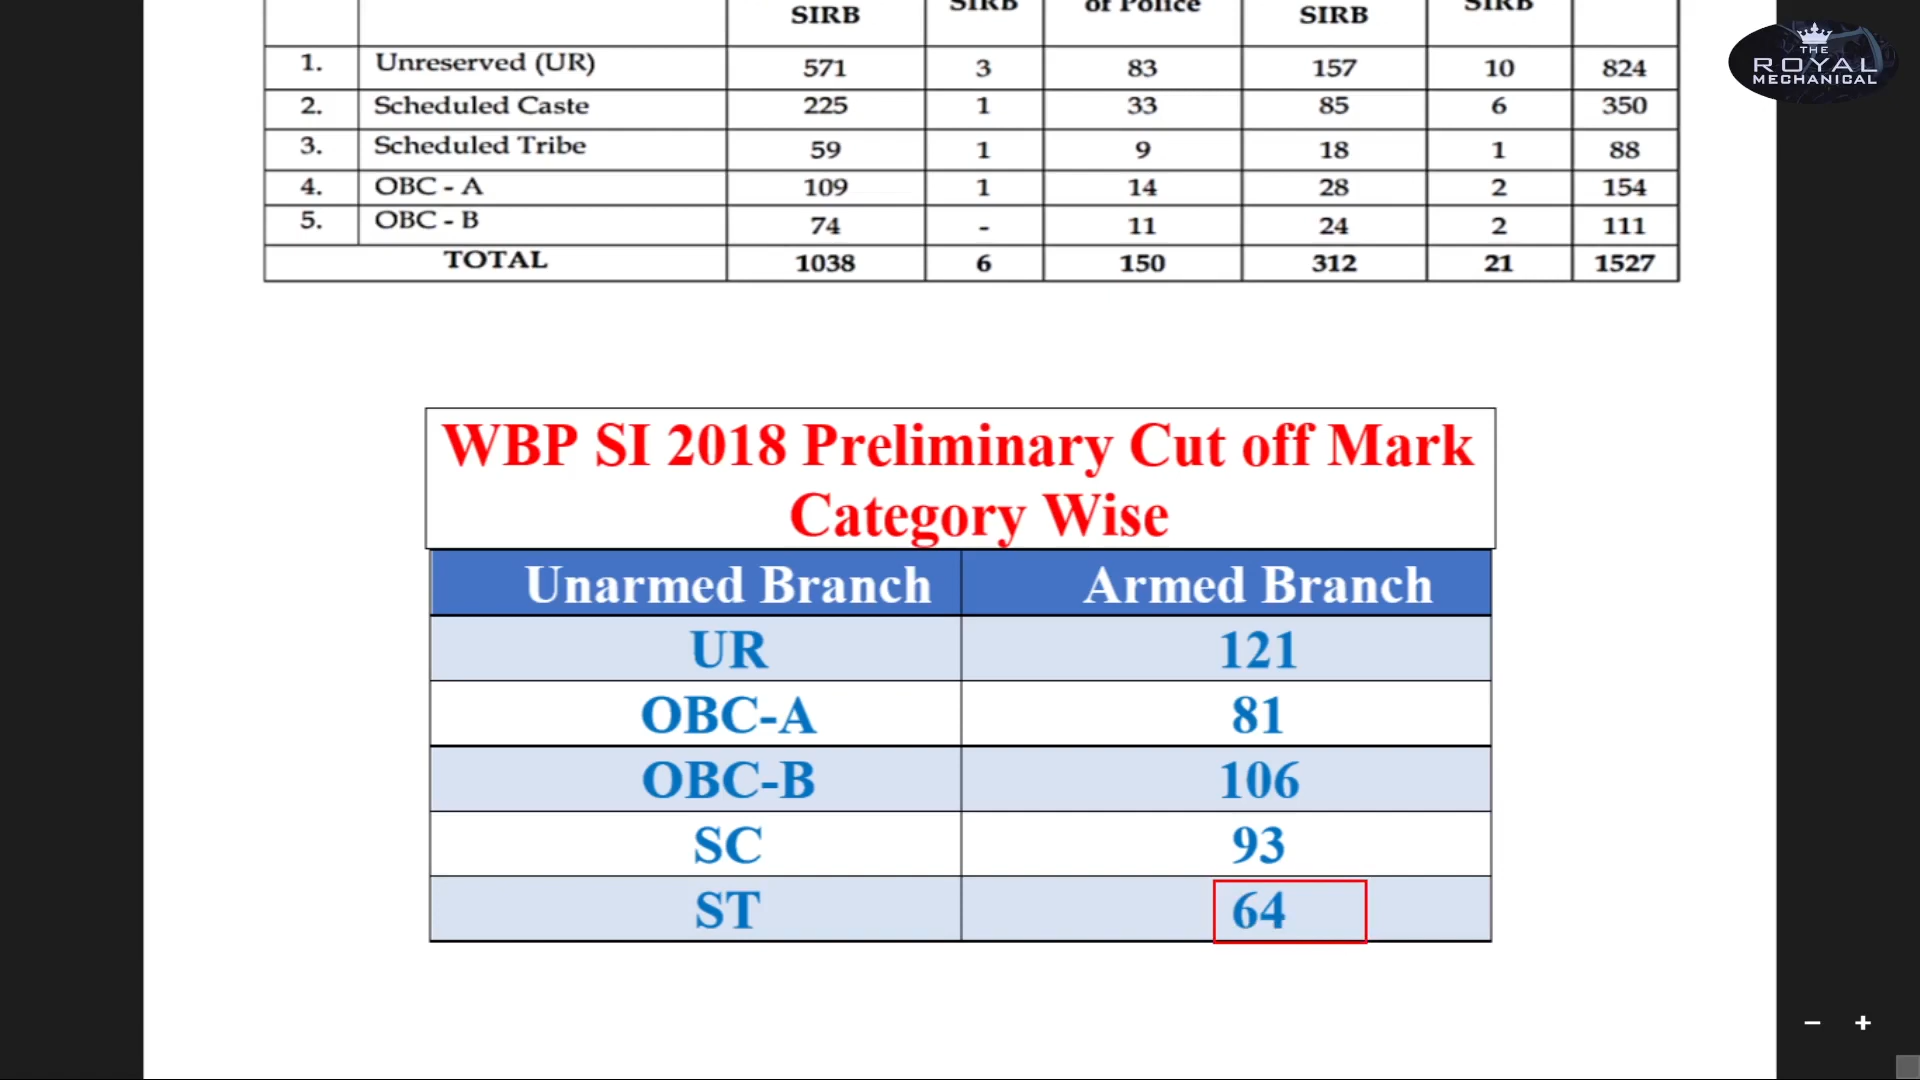 SIRB SIRB of Police SIRB SIRB
1. Unreserved (UR) 571 3 83 157 10 824
2. Scheduled Caste 225 1 33 85 6 350
3. Scheduled Tribe 59 1 9 18 1 88
4. OBC - A 109 1 14 28 2 154
5. OBC - B 74 - 11 24 2 111
TOTAL 1038 6 150 312 21 1527
WBP SI 2018 Preliminary Cut off Mark
Category Wise
Unarmed Branch Armed Branch
UR 121
OBC-A 81
OBC-B 106
SC 93
ST 64
THE
ROYAL
MECHANICAL